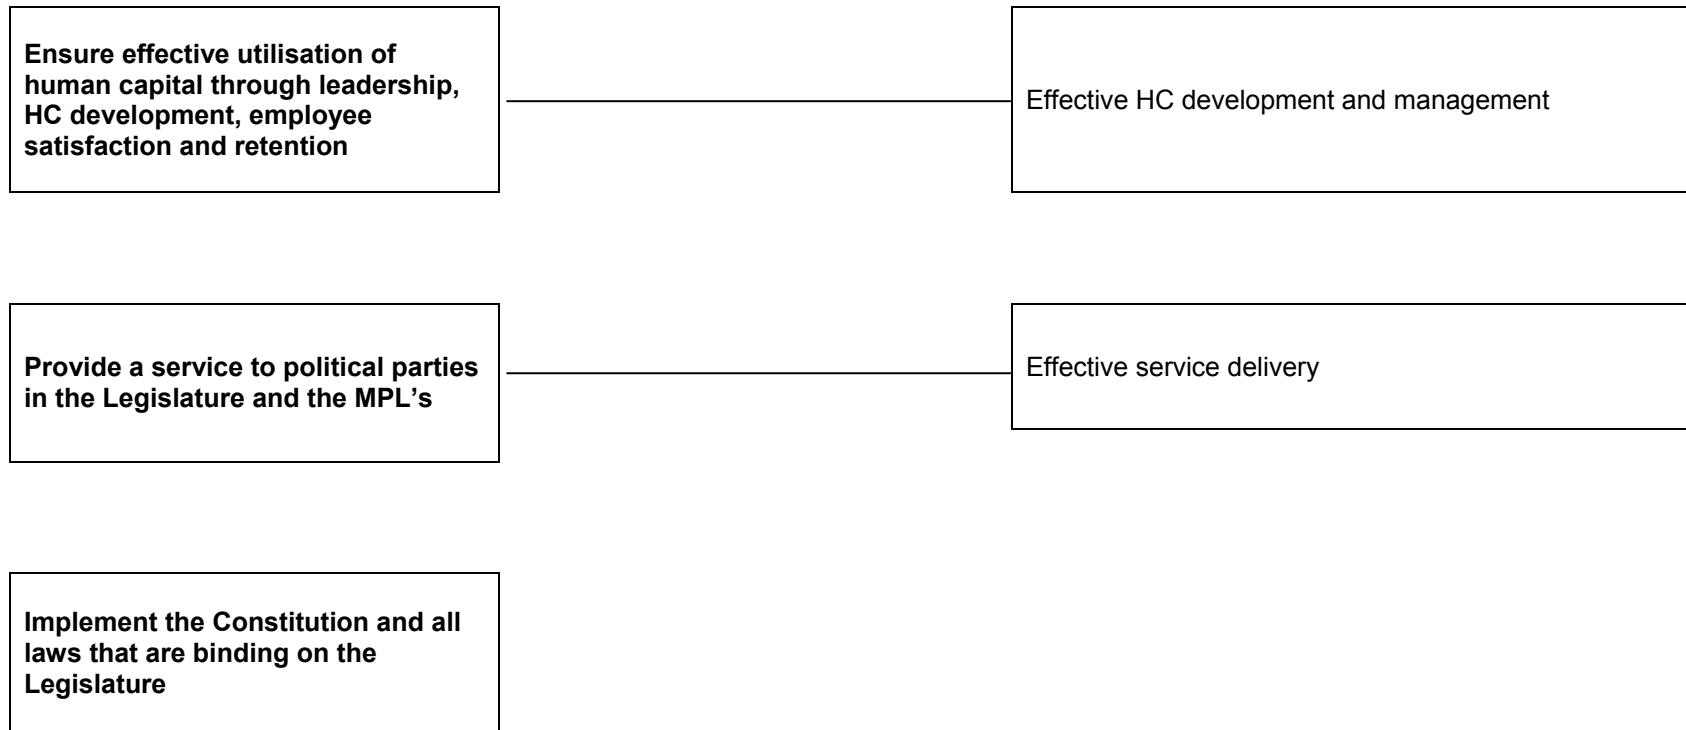 Ensure effective utilisation of
human capital through leadership,
HC development, employee
satisfaction and retention
Effective HC development and management
Provide a service to political parties
in the Legislature and the MPL’s
Effective service delivery
Implement the Constitution and all
laws that are binding on the
Legislature